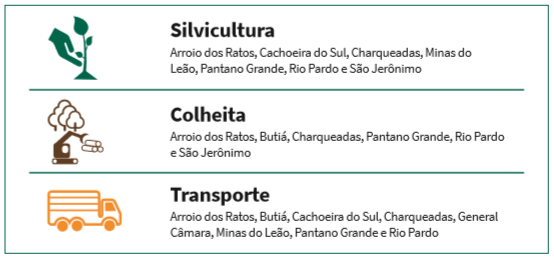 Silvicultura
Arroio dos Ratos, Cachoeira do Sul, Charqueadas, Minas do
Leão, Pantano Grande, Rio Pardo e São Jerônimo
Colheita
Arroio dos Ratos, Butiá, Charqueadas, Pantano Grande, Rio Pardo
e São Jerônimo
Transporte
Arroio dos Ratos, Butiá, Cachoeira do Sul, Charqueadas, General
Câmara, Minas do Leão, Pantano Grande e Rio Pardo